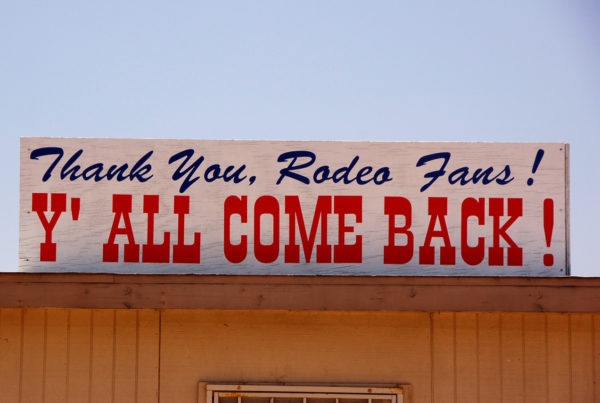 Thank You, Rodeo Fans!
Y' ALL COME BACK!